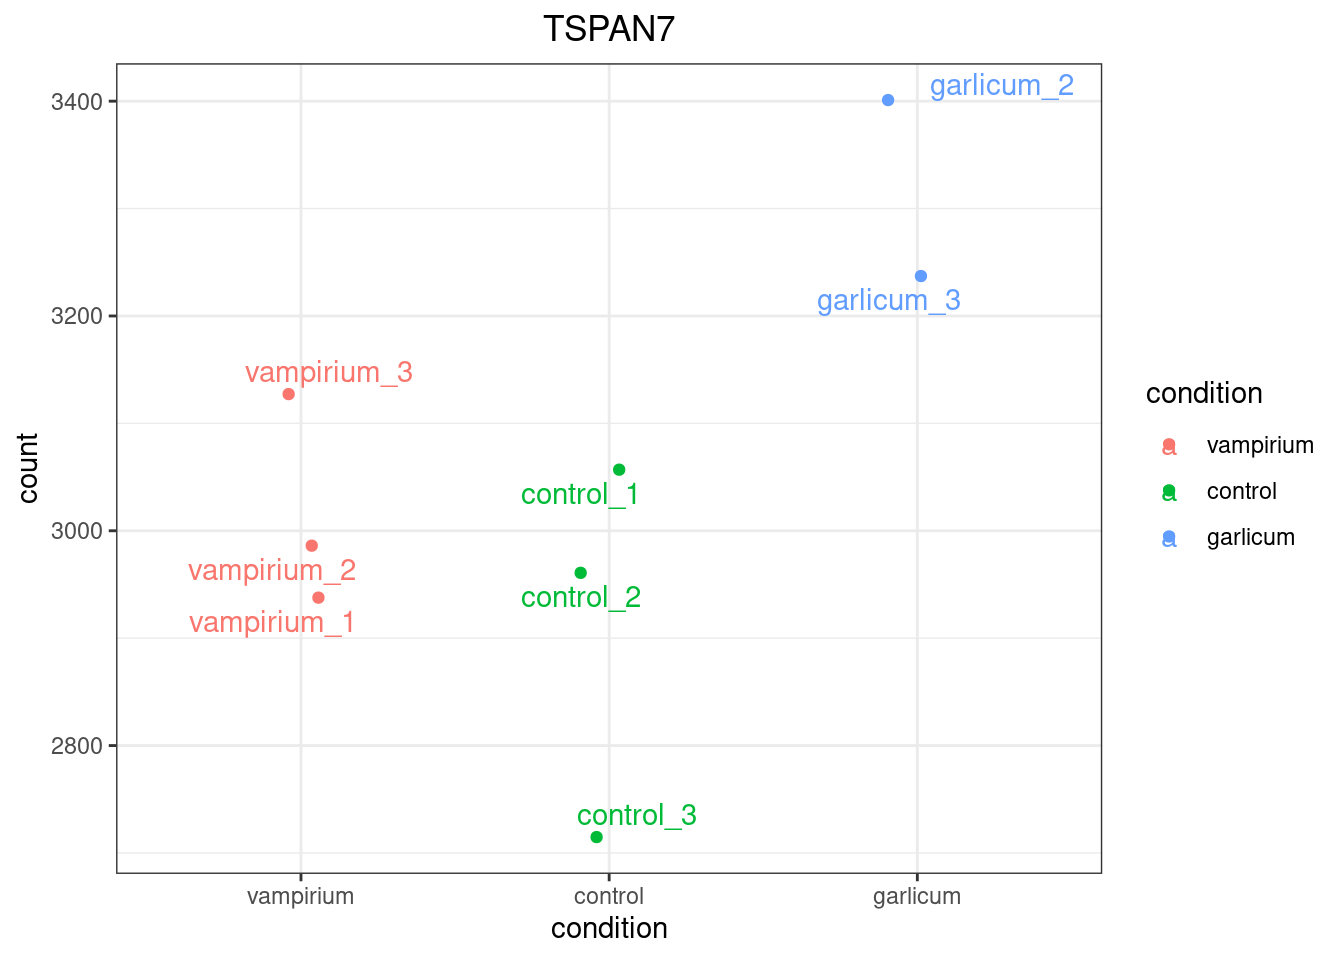 TSPAN7
3400
3200
3000
2800
count
garlicum_2
garlicum_3
vampirium_3
control_1
vampirium_2
control_2
vampirium_1
control_3
vampirium
control
garlicum
condition
condition
a vampirium
a control
a garlicum